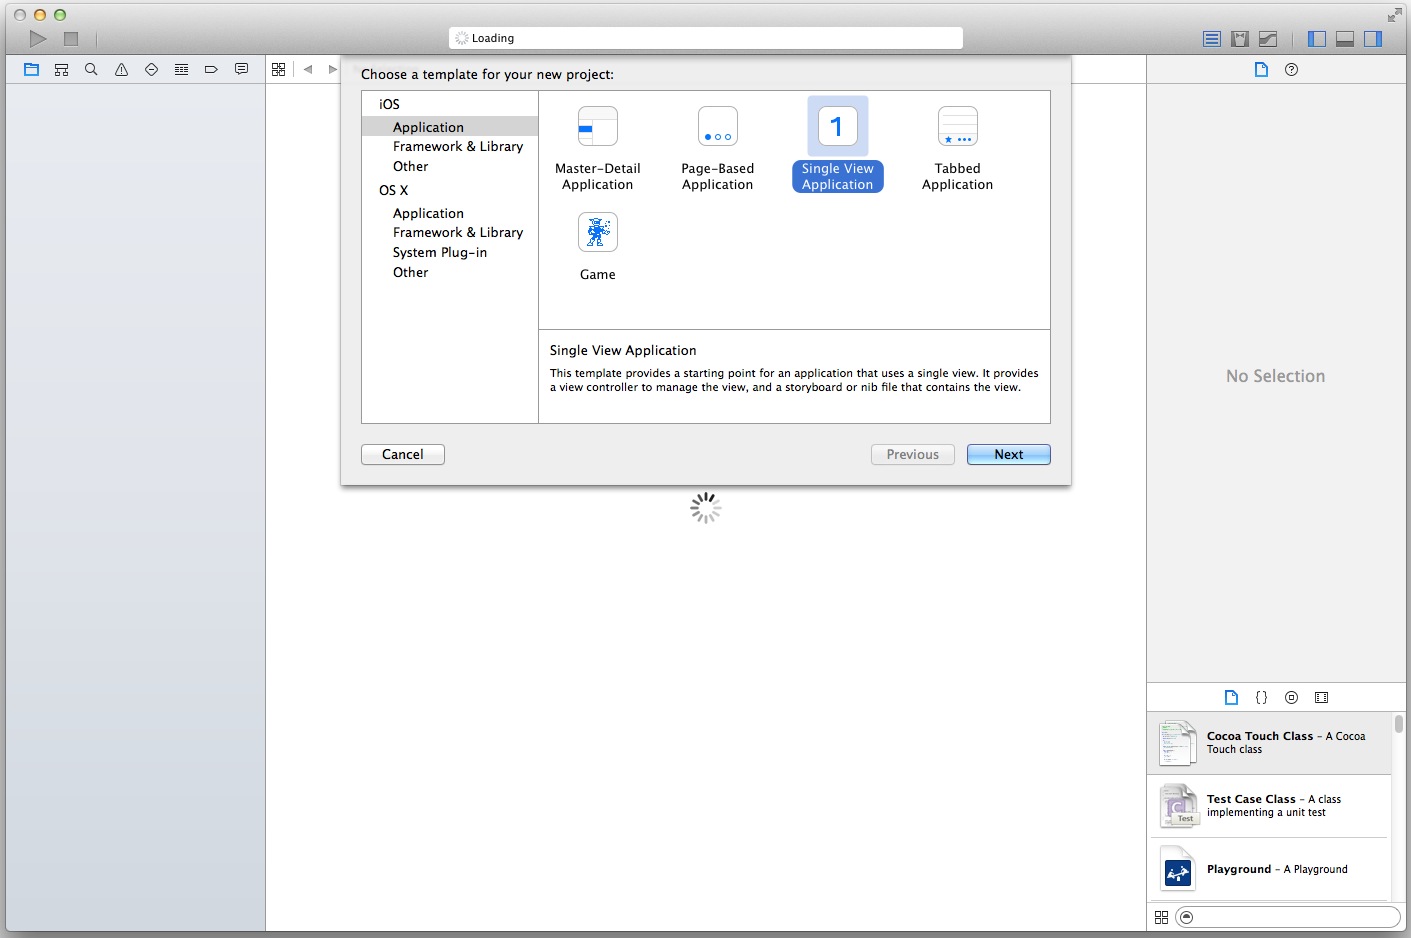 Loading
Choose a template for your new project:
iOS
Application
Framework & Library
Other
OS X
Application
Framework & Library
System Plug-in
Other
Master-Detail
Application
Page-Based
Application
1
Single View
Application
Tabbed
Application
Game
Single View Application
This template provides a starting point for an application that uses a single view. It provides
a view controller to manage the view, and a storyboard or nib file that contains the view.
Cancel
Previous
Next
No Selection
{}
Cocoa Touch Class - A Cocoa
Touch class
C
Test
Test Case Class - A class
implementing a unit test
Playground - A Playground